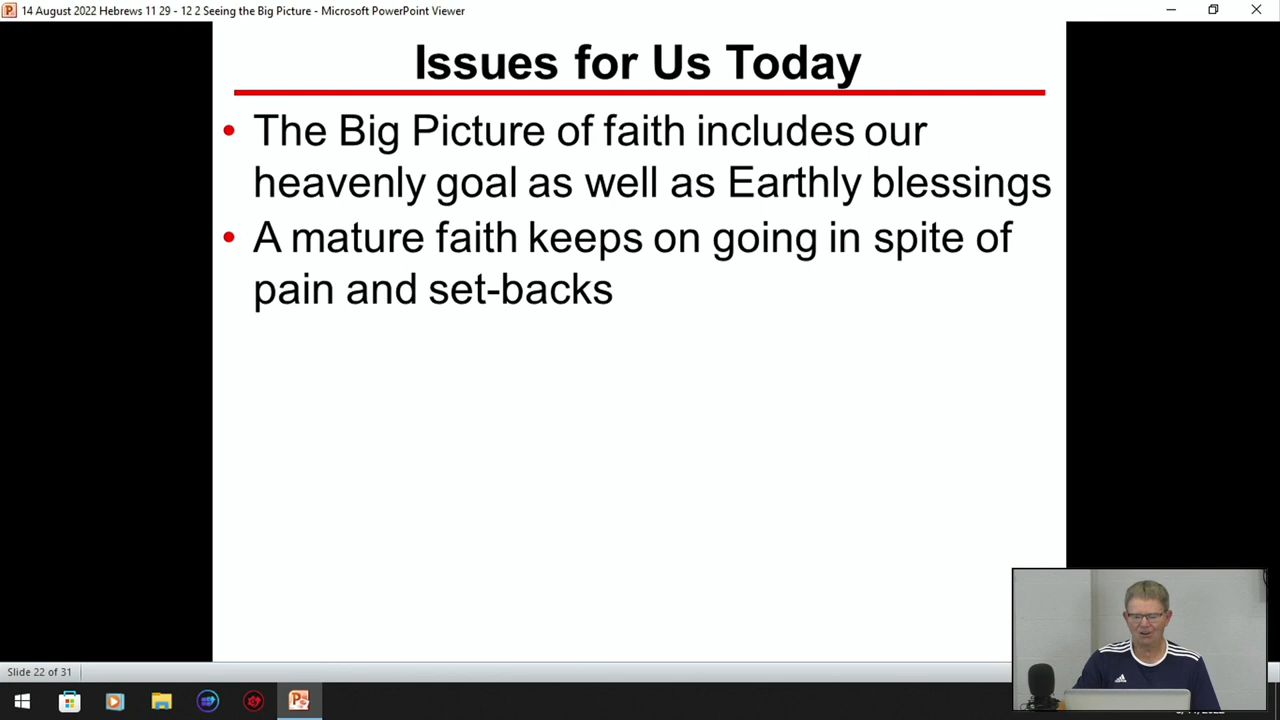 14 August 2022 Hebrews 11 29 - 12 2 Seeing the Big Picture - Microsoft PowerPoint Viewer
Issues for Us Today
• The Big Picture of faith includes our
heavenly goal as well as Earthly blessings
• A mature faith keeps on going in spite of
pain and set-backs
Slide 22 of 31